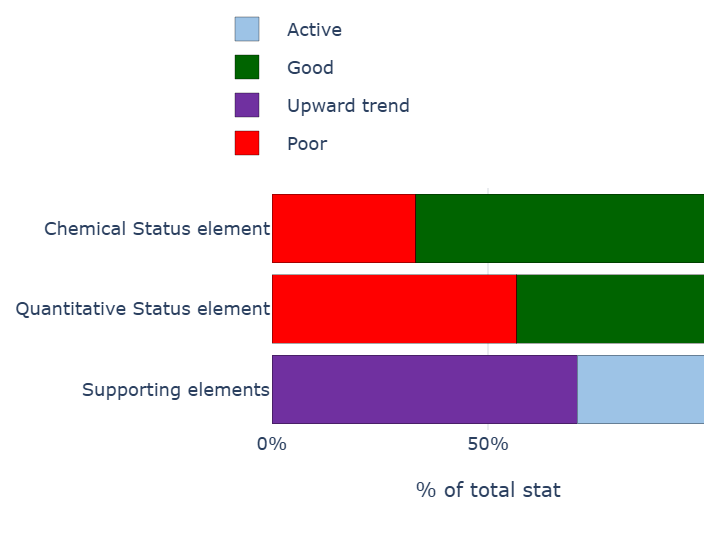 Active
Good
Upward trend
Poor
Chemical Status element
Quantitative Status element
Supporting elements
0%
50%
% of total stat